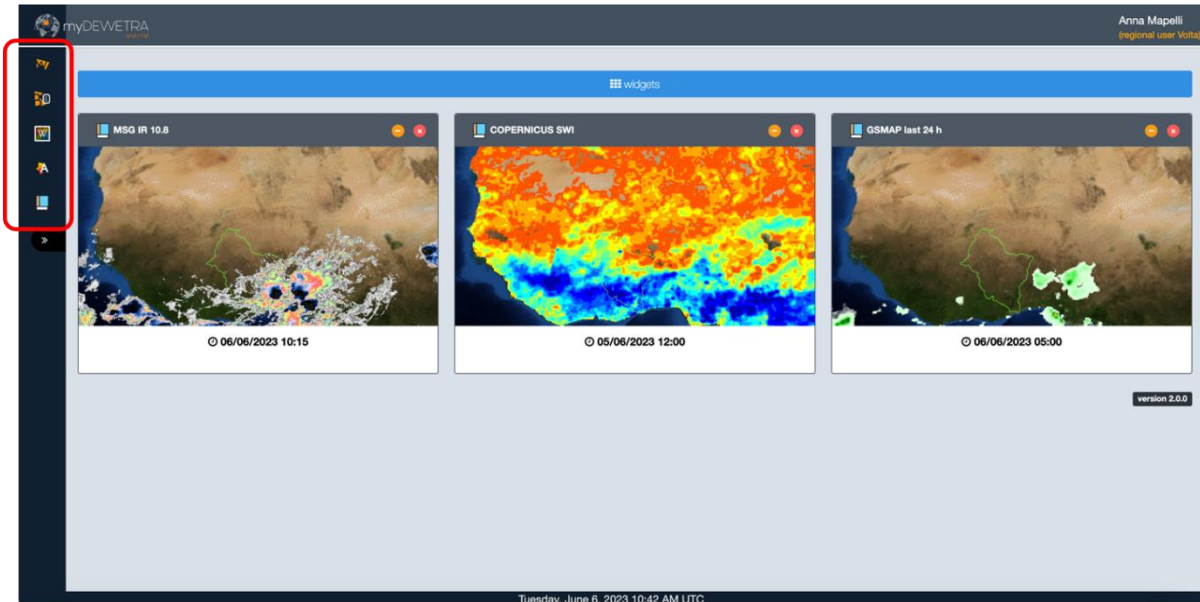 myDEWETRA
Anna Mapelli
(regional user Volta)
widgets
MSG IR 10.8
COPERNICUS SWI
GSMAP last 24 h
W
A
»
06/06/2023 10:15
05/06/2023 12:00
06/06/2023 05:00
version 2.0.0
Tuesday, June 6, 2023 10:42 AM UTC